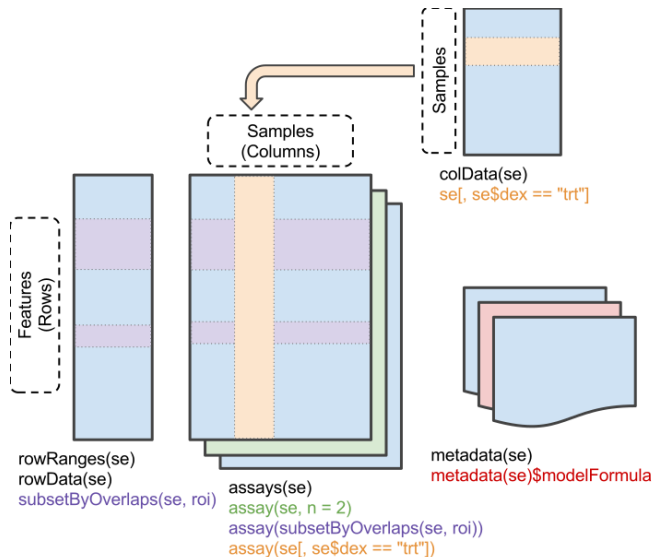 Samples
Samples
(Columns)
colData(se)
se[, se$dex == "trt"]
Features
(Rows)
rowRanges(se)
rowData(se)
subsetByOverlaps(se, roi)
assays(se)
assay(se, n = 2)
assay(subsetByOverlaps(se, roi))
assay(se[, se$dex == "trt"])
metadata(se)
metadata(se)$modelFormula